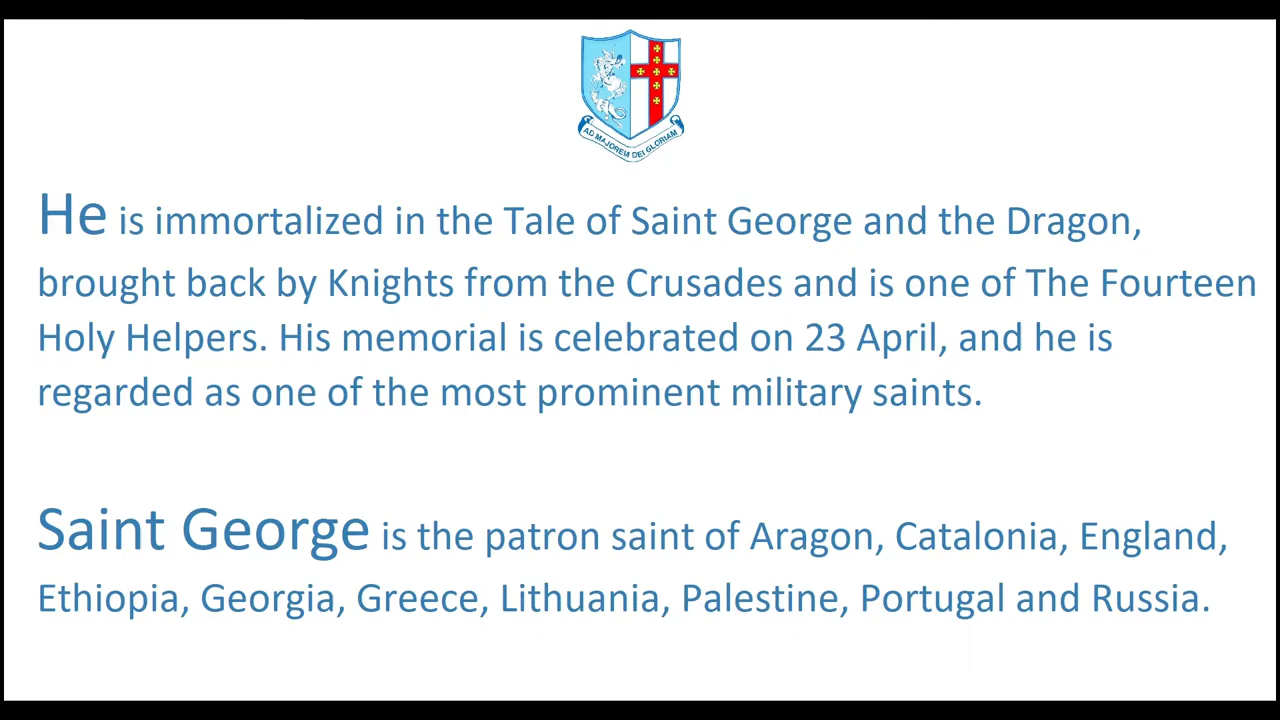 AD MAJOREM DEI GLORIAM
He is immortalized in the Tale of Saint George and the Dragon,
brought back by Knights from the Crusades and is one of The Fourteen
Holy Helpers. His memorial is celebrated on 23 April, and he is
regarded as one of the most prominent military saints.
Saint George is the patron saint of Aragon, Catalonia, England,
Ethiopia, Georgia, Greece, Lithuania, Palestine, Portugal and Russia.